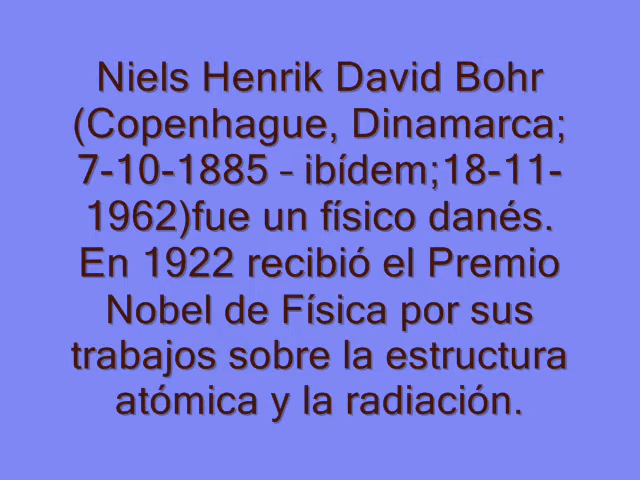 Niels Henrik David Bohr
(Copenhague, Dinamarca;
7-10-1885 – ibídem;18-11-
1962)fue un físico danés.
En 1922 recibió el Premio
Nobel de Física por sus
trabajos sobre la estructura
atómica y la radiación.